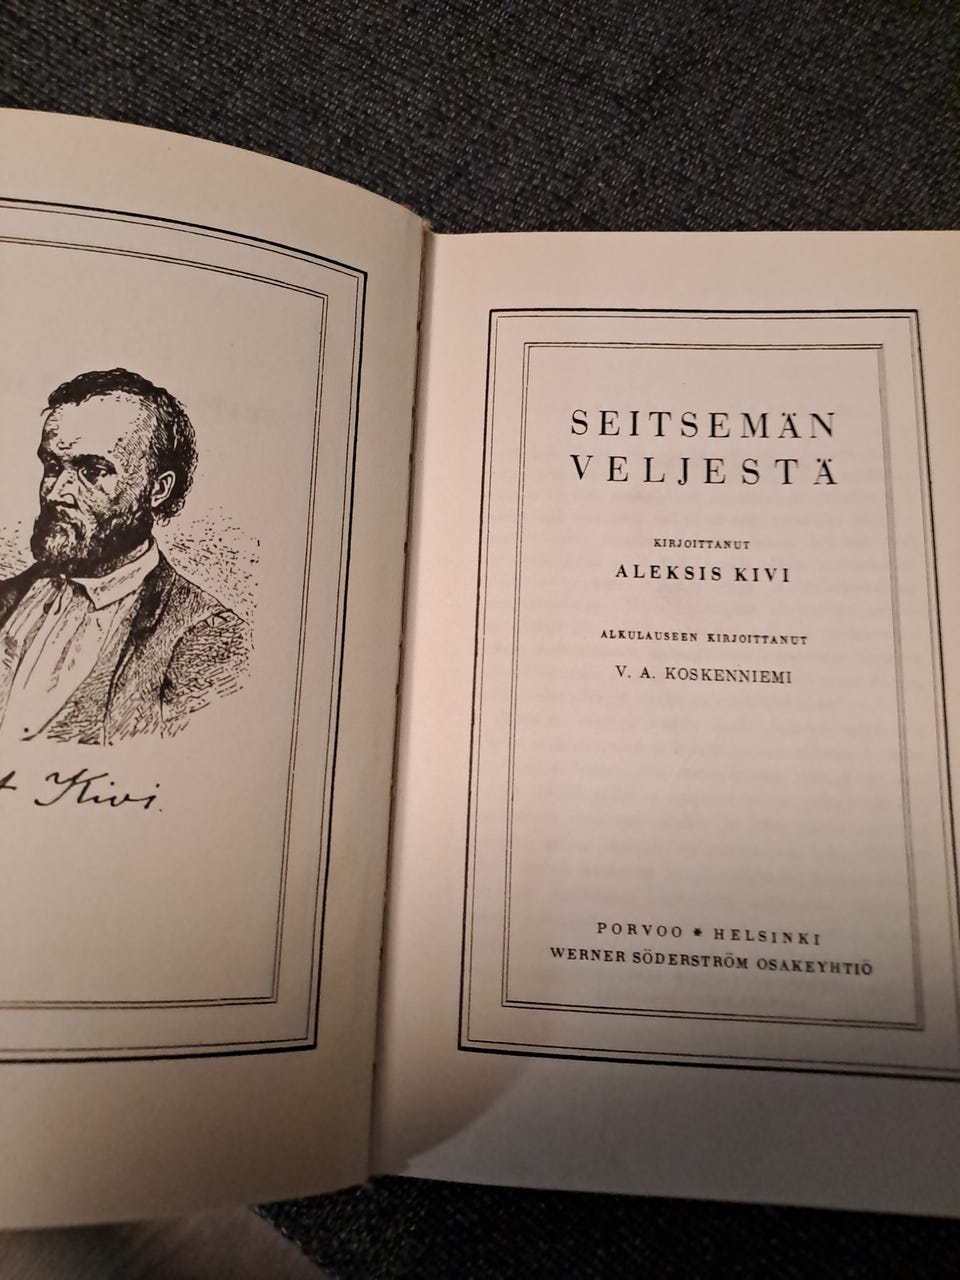 Kivi.
SEITSEMÄN
VELJESTÄ
KIRJOITTANUT
ALEKSIS KIVI
ALKULAUSEEN KIRJOITTANUT
V. A. KOSKENNIEMI
PORVOO * HELSINKI
WERNER SÖDERSTRÖM OSAKEYHTIÖ